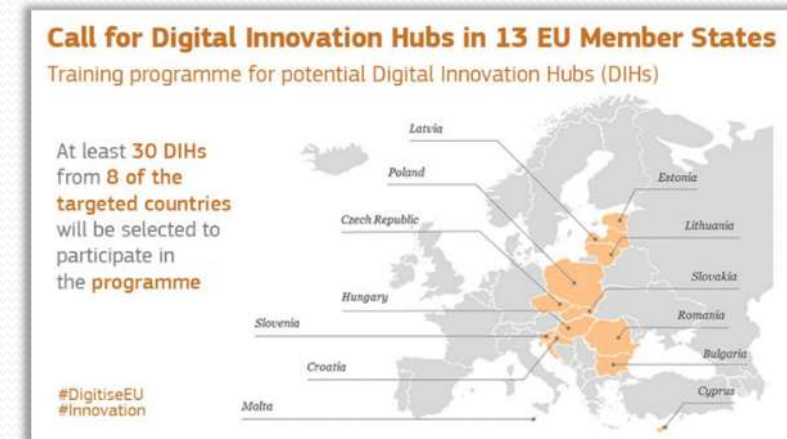 Call for Digital Innovation Hubs in 13 EU Member States
Training programme for potential Digital Innovation Hubs (DIHs)
At least 30 DIHs
from 8 of the
targeted countries
will be selected to
participate in
the programme
Latvia
Poland
Estonia
Czech Republic
Lithuania
Slovakia
Hungary
Romania
Slovenia
Bulgaria
Croatia
Cyprus
Malta
#DigitiseEU
#Innovation